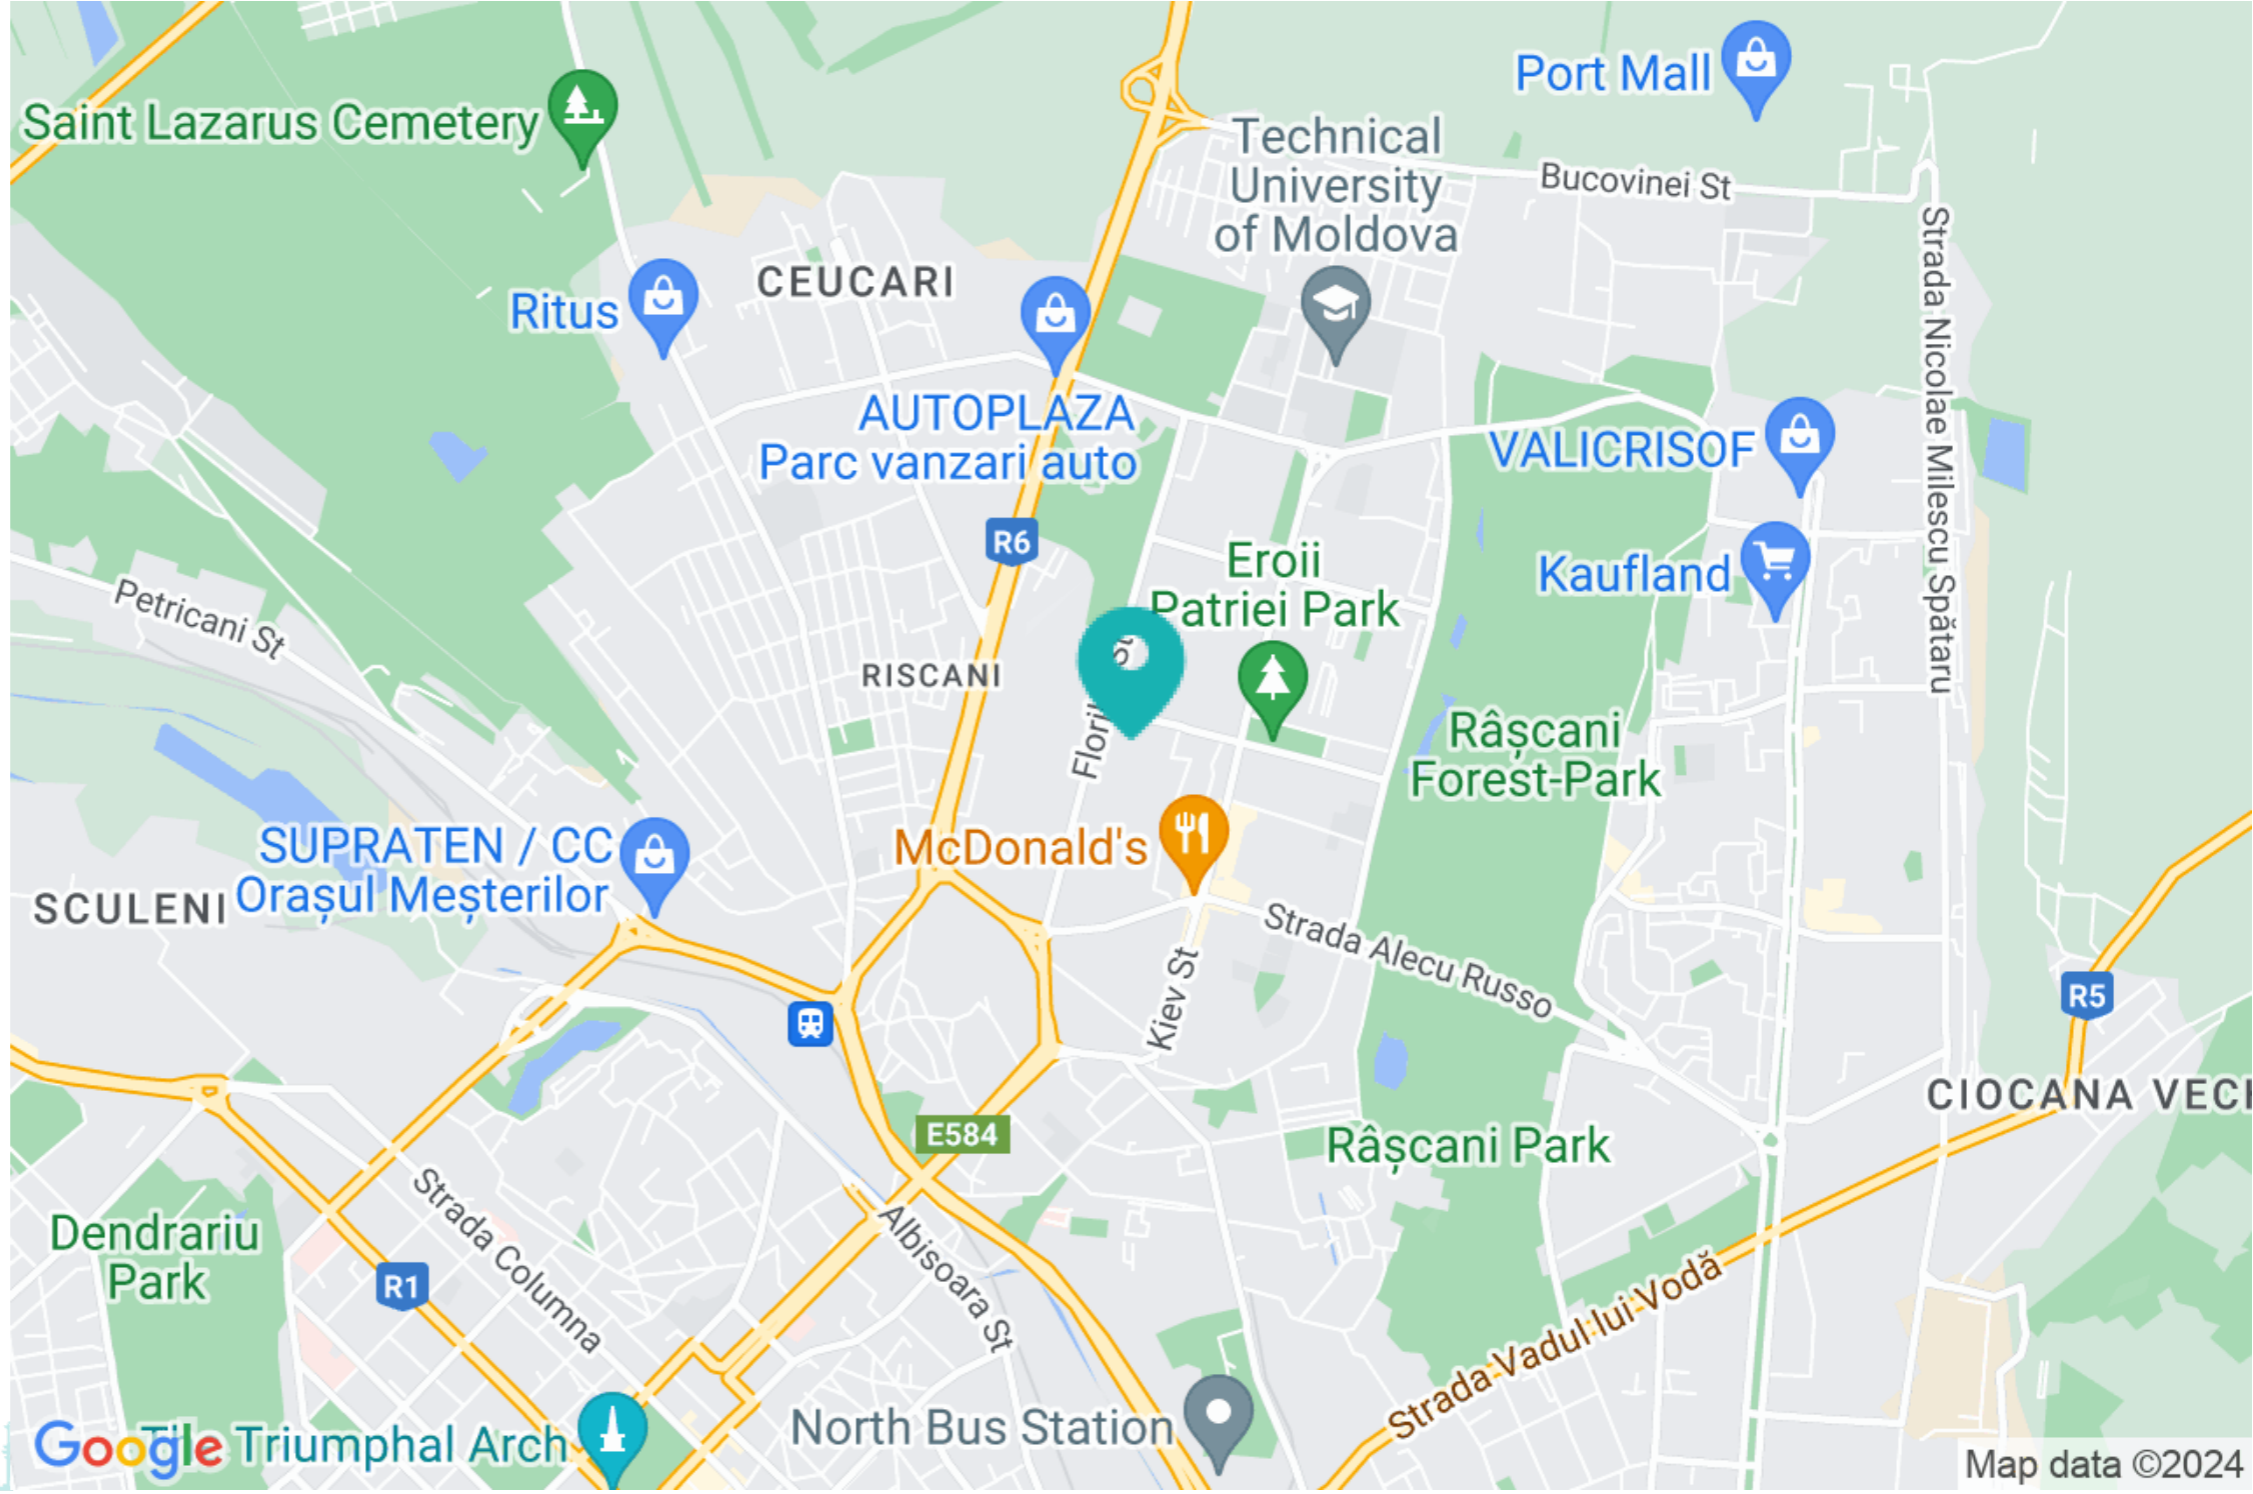 Port Mall
Saint Lazarus Cemetery
Technical
University
of Moldova
Bucovinei St
Strada Nicolae Milescu Spătaru
CEUCARI
Ritus
AUTOPLAZA
Parc vanzari auto
VALICRISOF
R6
Eroii
Patriei Park
Kaufland
Petricani St
RISCANI
St
Râșcani
Forest-Park
SUPRATEN / CC
Orașul Meșterilor
McDonald's
SCULENI
Strada Alecu Russo
Kiev St
R5
CIOCANA
E584
Râșcani Park
Strada Columna
Albisoara St
Dendrariu
Park
R1
Strada Vadul lui Vodă
North Bus Station
Google
Triumphal Arch
Map data ©2024